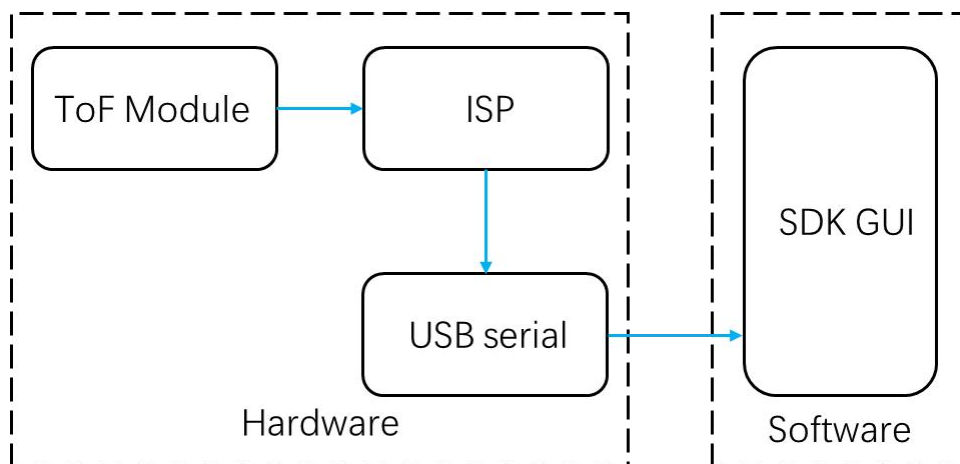 ToF Module
ISP
SDK GUI
USB serial
Hardware
Software